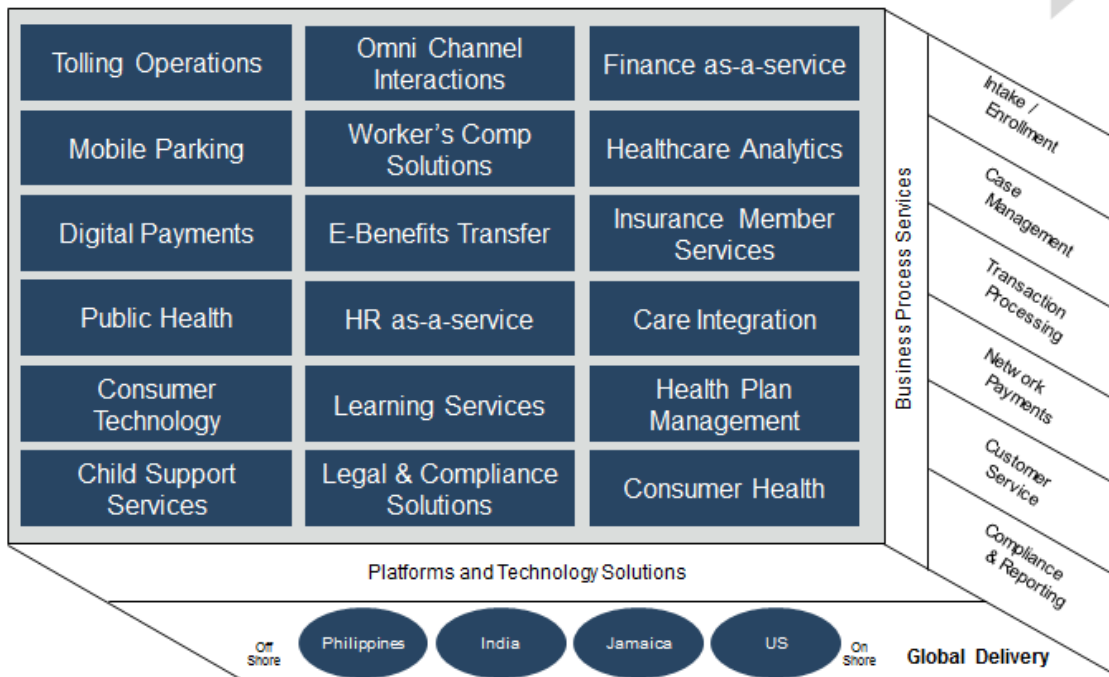 Tolling Operations
Omni Channel
Interactions
Finance as-a-service
Mobile Parking
Worker's Comp
Solutions
Healthcare Analytics
Digital Payments
E-Benefits Transfer
Insurance Member
Services
Public Health
HR as-a-service
Care Integration
Consumer
Technology
Learning Services
Health Plan
Management
Child Support
Services
Legal & Compliance
Solutions
Consumer Health
Business Process Services
Intake /
Enrollment
Case
Management
Transaction
Processing
Network
Payments
Customer
Service
Compliance
& Reporting
Platforms and Technology Solutions
Off
Shore
Philippines
India
Jamaica
US
On
Shore
Global Delivery